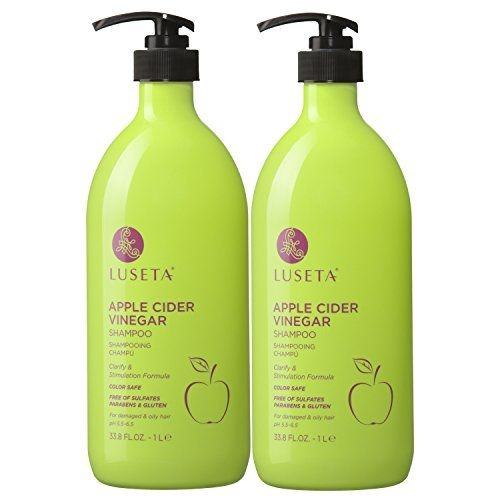 LUSETA®
APPLE CIDER
VINEGAR
SHAMPOO
SHAMPOOING
CHAMPÚ
Clarify &
Stimulation Formula
COLOR SAFE
FREE OF SULFATES
PARABENS & GLUTEN
For damaged & oily hair
pH 5.5-6.5
33.8 FL.OZ. - 1L℮
LUSETA®
APPLE CIDER
VINEGAR
SHAMPOO
SHAMPOOING
CHAMPÚ
Clarify &
Stimulation Formula
COLOR SAFE
FREE OF SULFATES
PARABENS & GLUTEN
For damaged & oily hair
pH 5.5-6.5
33.8 FL.OZ. - 1L℮